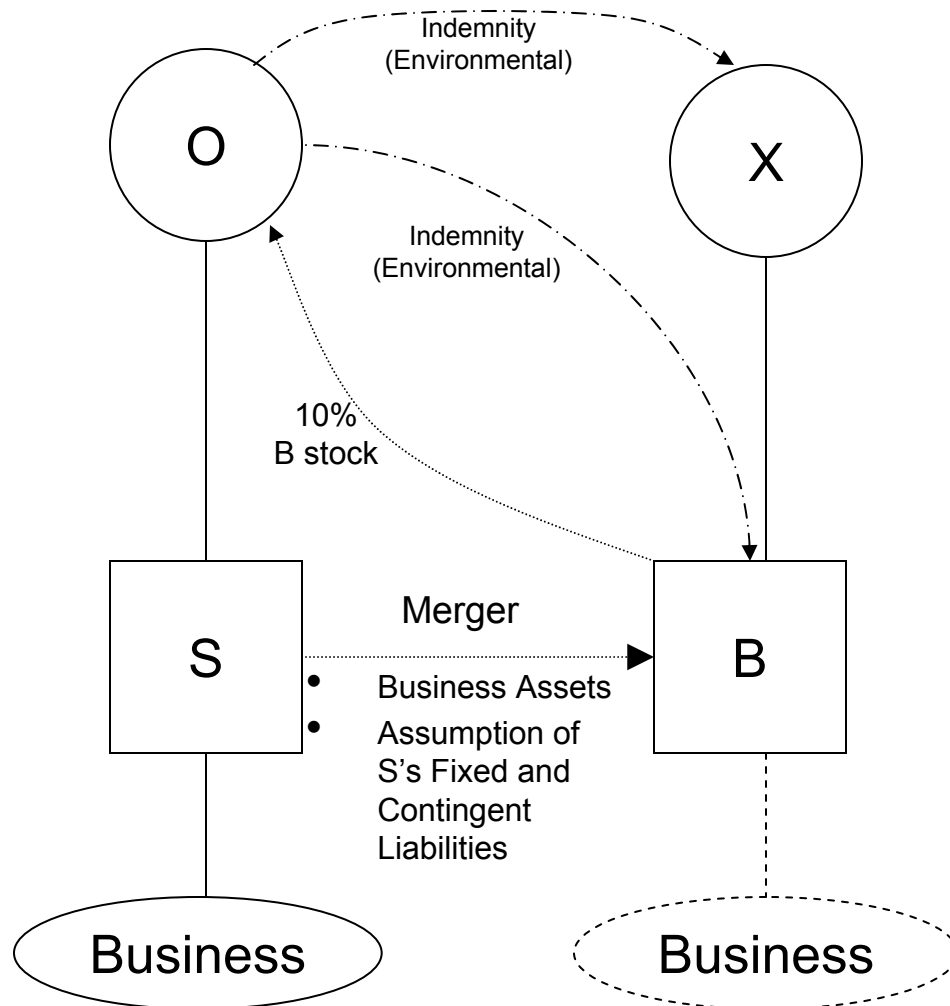 Indemnity
(Environmental)
O
X
Indemnity
(Environmental)
10%
B stock
Merger
S
B
• Business Assets
• Assumption of
S's Fixed and
Contingent
Liabilities
Business
Business